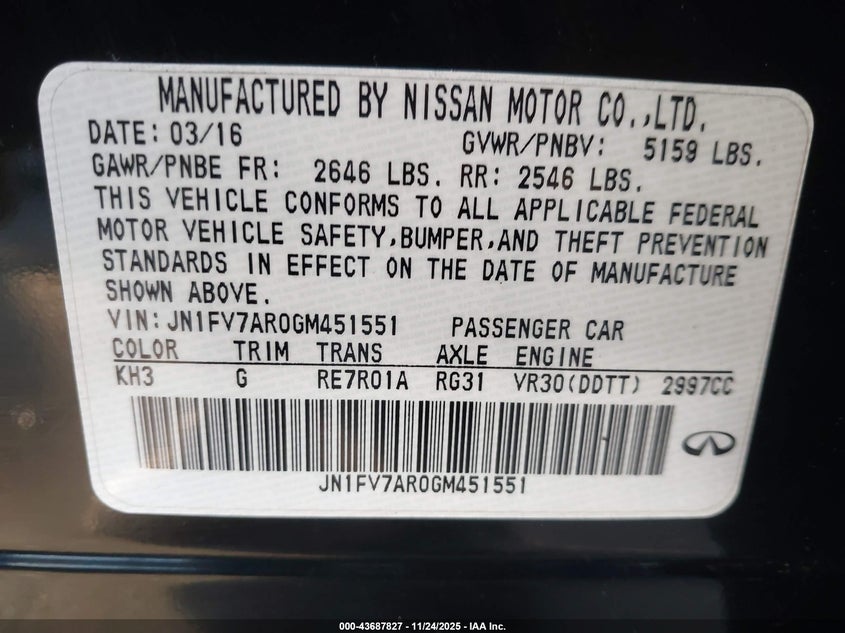 MANUFACTURED BY NISSAN MOTOR CO.,LTD.
DATE: 03/16 GVWR/PNBV: 5159 LBS.
GAWR/PNBE FR: 2646 LBS. RR: 2546 LBS.
THIS VEHICLE CONFORMS TO ALL APPLICABLE FEDERAL
MOTOR VEHICLE SAFETY,BUMPER,AND THEFT PREVENTION
STANDARDS IN EFFECT ON THE DATE OF MANUFACTURE
SHOWN ABOVE.
VIN: JN1FV7AR0GM451551 PASSENGER CAR
COLOR TRIM TRANS AXLE ENGINE
KH3 G RE7R01A RG31 VR30(DDTT) 2997CC
JN1FV7AR0GM451551
000-43687827 - 11/24/2025 - IAA Inc.